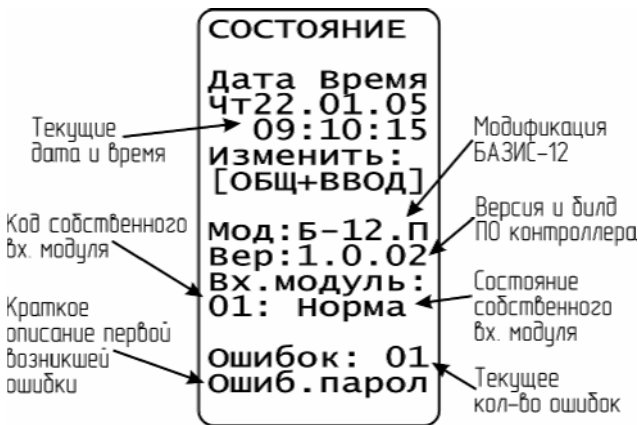 СОСТОЯНИЕ
Дата Время
Чт22.01.05
09:10:15
Изменить:
[ОБЩ+ВВОД]
Мод:Б-12.П
Вер:1.0.02
Вх.модуль:
01: Норма
Ошибок: 01
Ошиб.парол
Текущие
дата и время
Код собственного
вх. модуля
Краткое
описание первой
возникшей
ошибки
Модификация
БАЗИС-12
Версия и билд
ПО контроллера
Состояние
собственного
вх. модуля
Текущее
кол-во ошибок